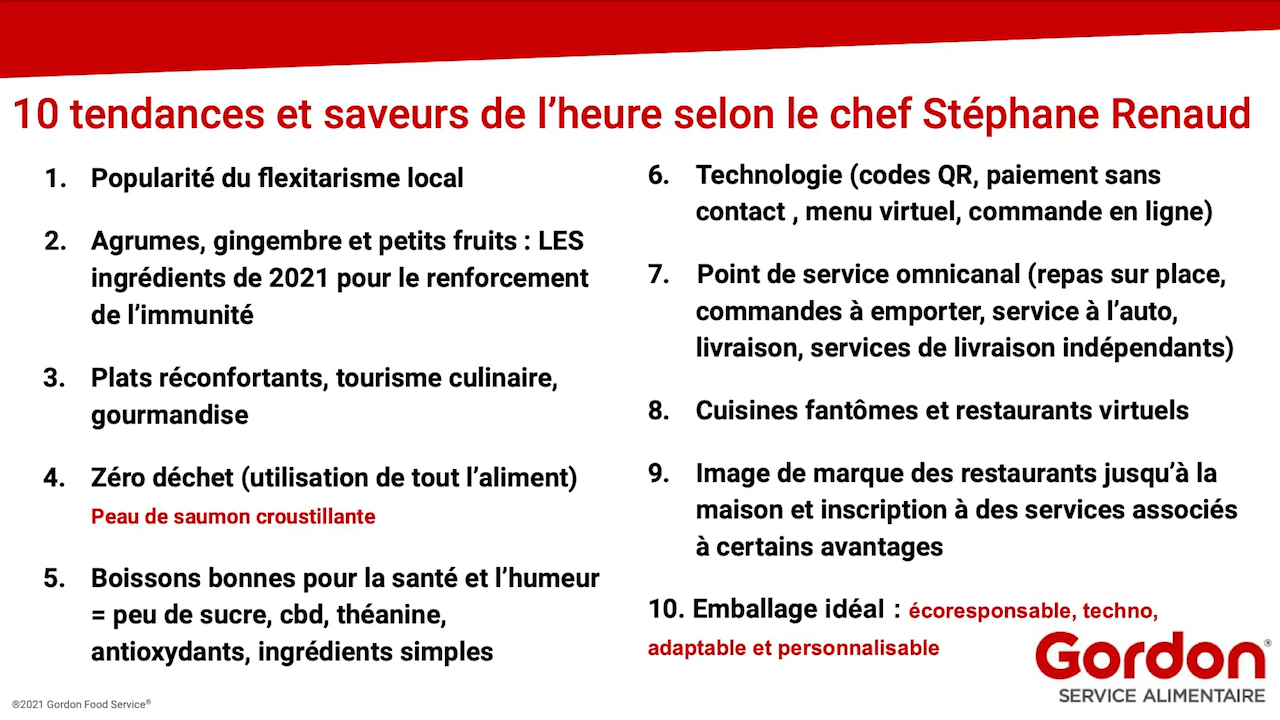 10 tendances et saveurs de l’heure selon le chef Stéphane Renaud
1. Popularité du flexitarisme local
2. Agrumes, gingembre et petits fruits : LES
ingrédients de 2021 pour le renforcement
de l’immunité
3. Plats réconfortants, tourisme culinaire,
gourmandise
4. Zéro déchet (utilisation de tout l’aliment)
Peau de saumon croustillante
5. Boissons bonnes pour la santé et l’humeur
= peu de sucre, cbd, théanine,
antioxydants, ingrédients simples
6. Technologie (codes QR, paiement sans
contact , menu virtuel, commande en ligne)
7. Point de service omnicanal (repas sur place,
commandes à emporter, service à l’auto,
livraison, services de livraison indépendants)
8. Cuisines fantômes et restaurants virtuels
9. Image de marque des restaurants jusqu’à la
maison et inscription à des services associés
à certains avantages
10. Emballage idéal : écoresponsable, techno,
adaptable et personnalisable
Gordon®
SERVICE ALIMENTAIRE
®2021 Gordon Food Service®